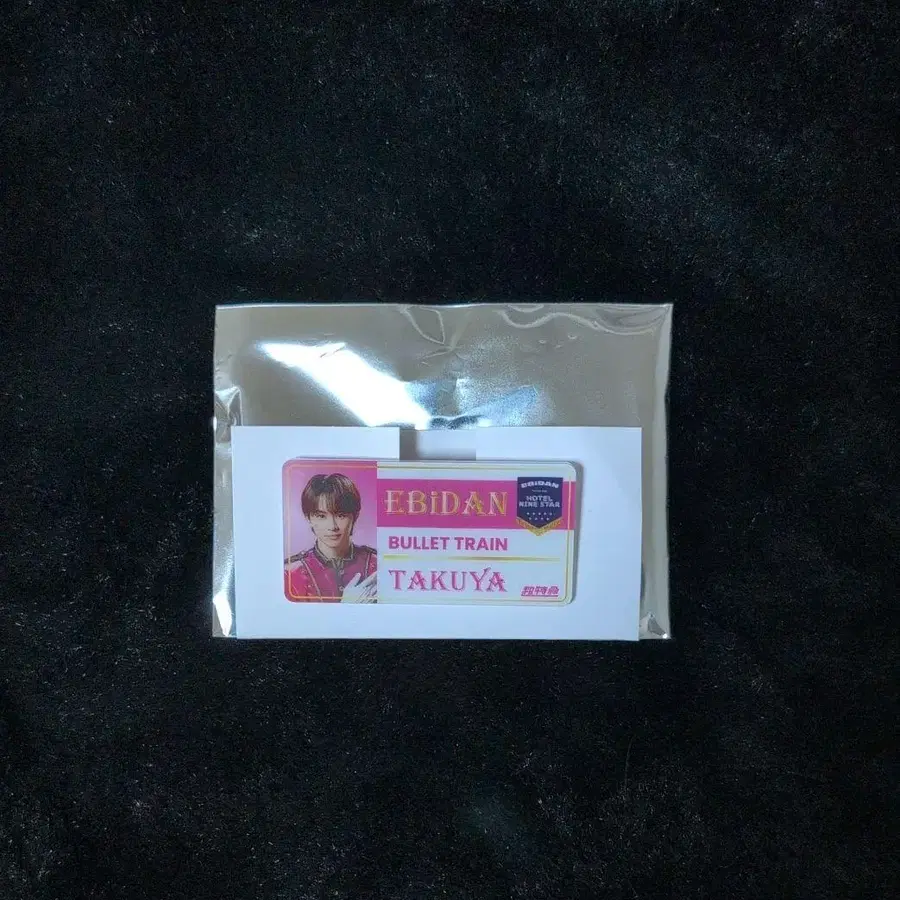 EBiDAN
BULLET TRAIN
TAKUYA
超特急
EBiDAN
HOTEL
NINE STAR